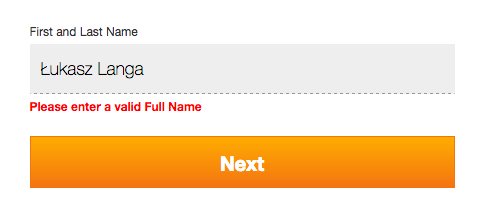 First and Last Name
Łukasz Langa
Please enter a valid Full Name
Next